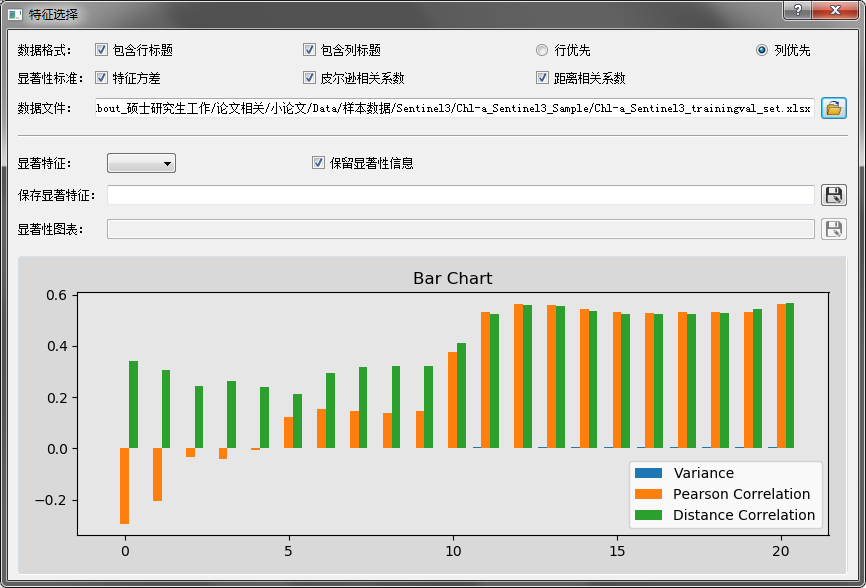 特征选择
数据格式: 包含行标题 包含列标题 行优先 列优先
显著性标准: 特征方差 皮尔逊相关系数 距离相关系数
数据文件: bout_硕士研究生工作/论文相关/小论文/Data/样本数据/Sentinel3/Chl-a_Sentinel3_Sample/Chl-a_Sentinel3_trainingval_set.xlsx
显著特征: 保留显著性信息
保存显著特征:
显著性图表:
Bar Chart
0.6
0.4
0.2
0.0
−0.2
Variance
Pearson Correlation
Distance Correlation
0 5 10 15 20